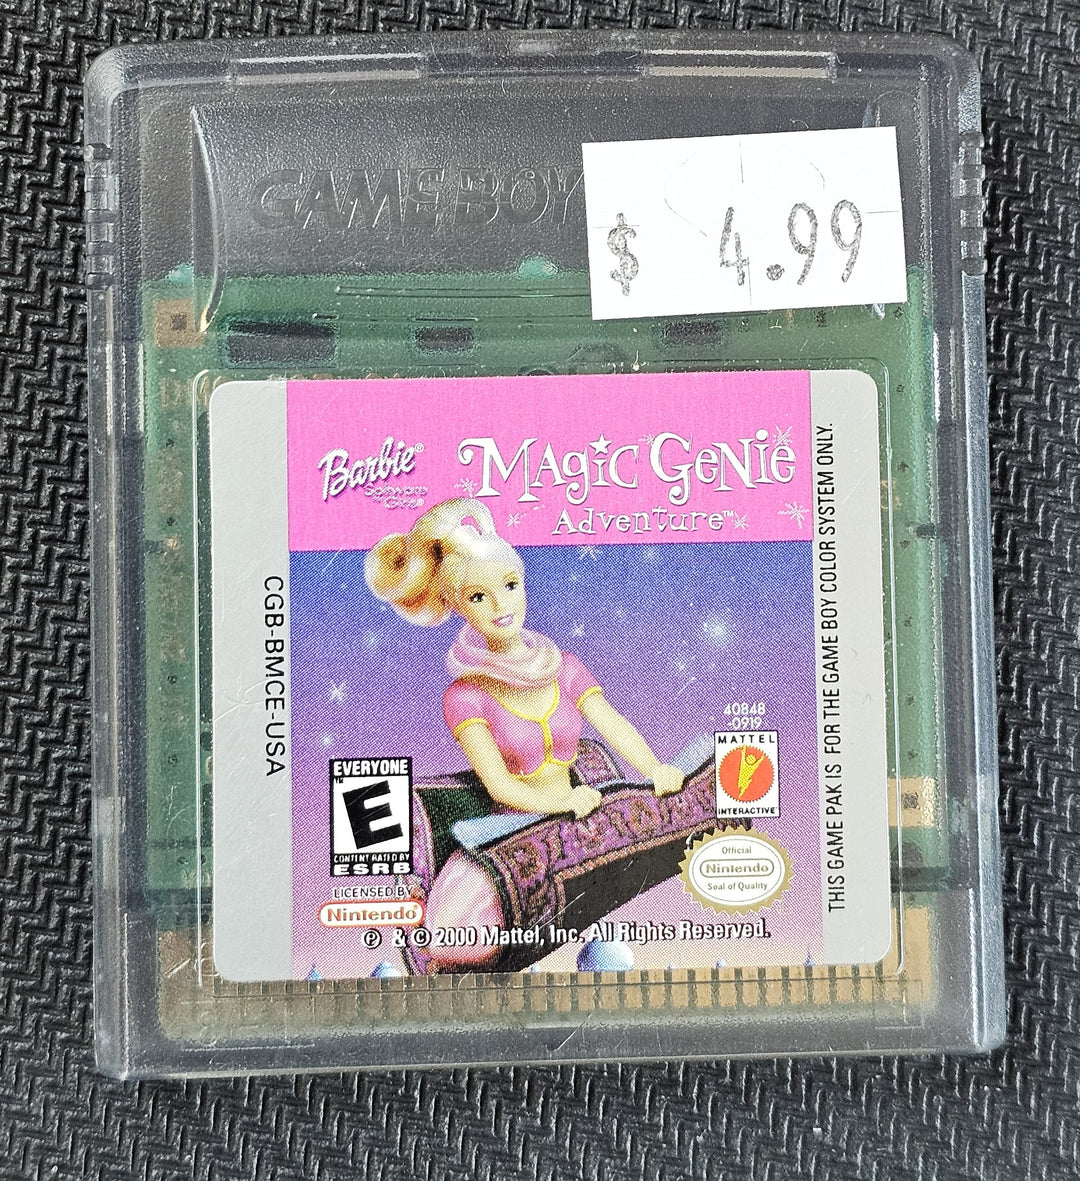 GAME BOY
$ 4.99
Barbie®
Software
for Girls®
Magic Genie
Adventure™
CGB-BMCE-USA
THIS GAME PAK IS FOR THE GAME BOY COLOR SYSTEM ONLY.
40848
-0919
MATTEL
INTERACTIVE™
EVERYONE
TM
E
CONTENT RATED BY
ESRB
Official
Nintendo
Seal of Quality
LICENSED BY
Nintendo®
℗ & © 2000 Mattel, Inc. All Rights Reserved.